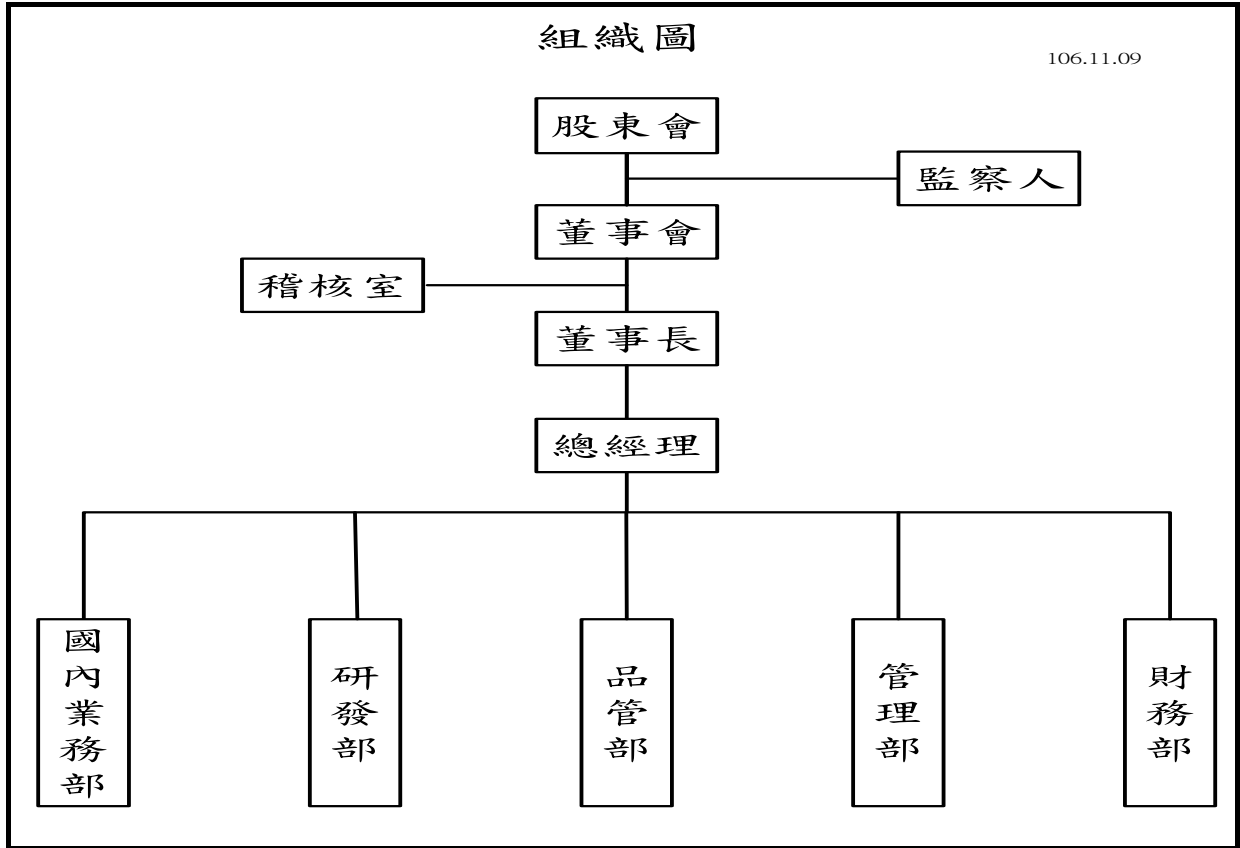 組織圖
106.11.09
股東會
監察人
董事會
稽核室
董事長
總經理
國內業務部
研發部
品管部
管理部
財務部